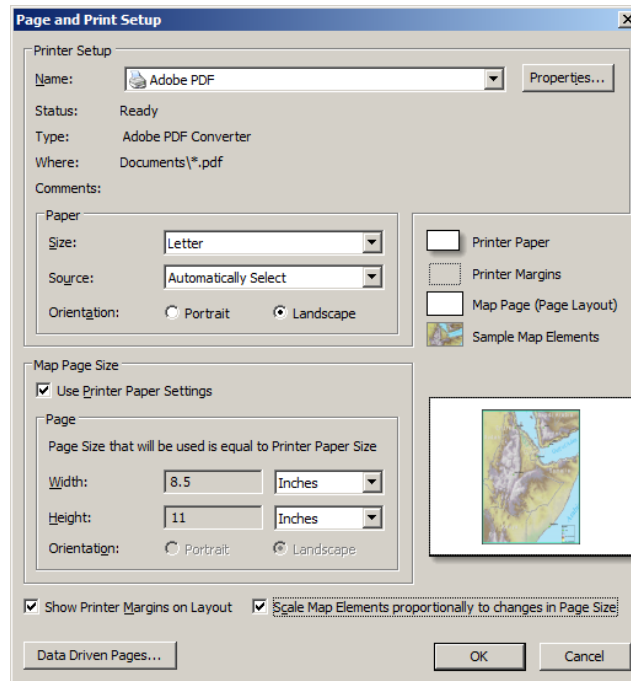 Page and Print Setup
Printer Setup
Name: Adobe PDF Properties...
Status: Ready
Type: Adobe PDF Converter
Where: Documents\*.pdf
Comments:
Paper
Size: Letter
Source: Automatically Select
Orientation: Portrait Landscape
Printer Paper
Printer Margins
Map Page (Page Layout)
Sample Map Elements
Map Page Size
Use Printer Paper Settings
Page
Page Size that will be used is equal to Printer Paper Size
Width: 8.5 Inches
Height: 11 Inches
Orientation: Portrait Landscape
Show Printer Margins on Layout Scale Map Elements proportionally to changes in Page Size
Data Driven Pages... OK Cancel